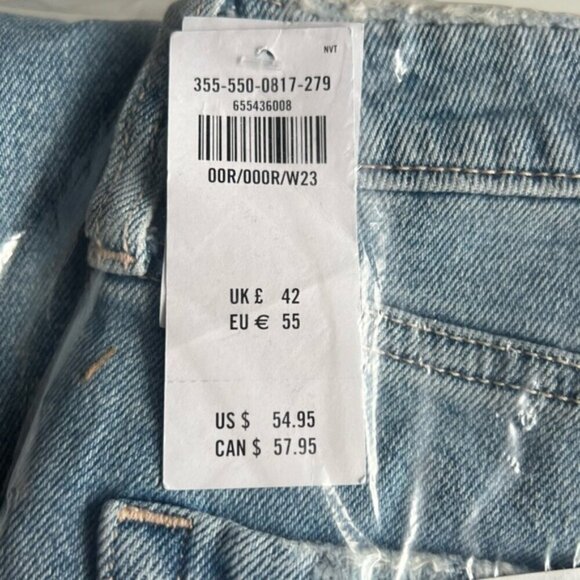 NVT
355-550-0817-279
655436008
00R/000R/W23
UK £ 42
EU € 55
US $ 54.95
CAN $ 57.95